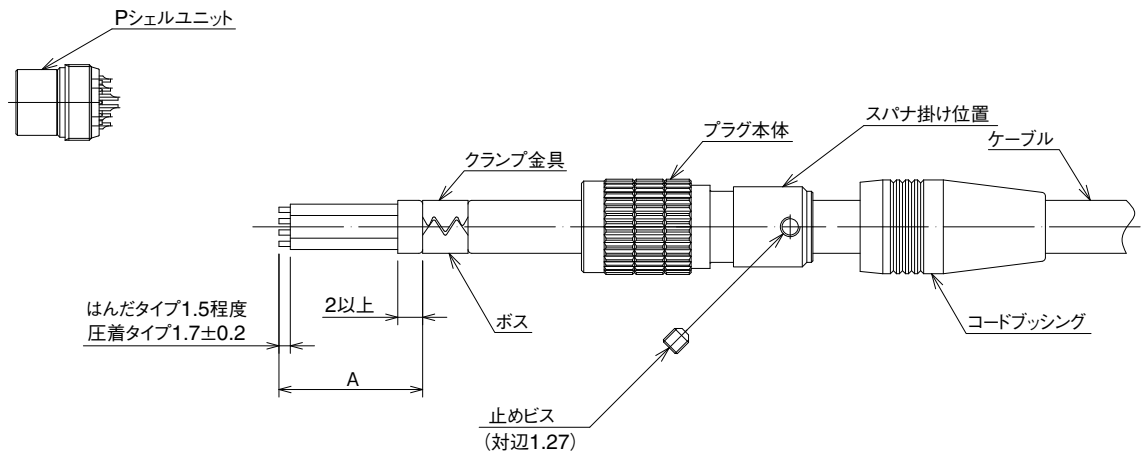 Pシェルユニット
スパナ掛け位置
プラグ本体
ケーブル
クランプ金具
はんだタイプ1.5程度
圧着タイプ1.7±0.2
2以上
ボス
コードブッシング
A
止めビス
(対辺1.27)